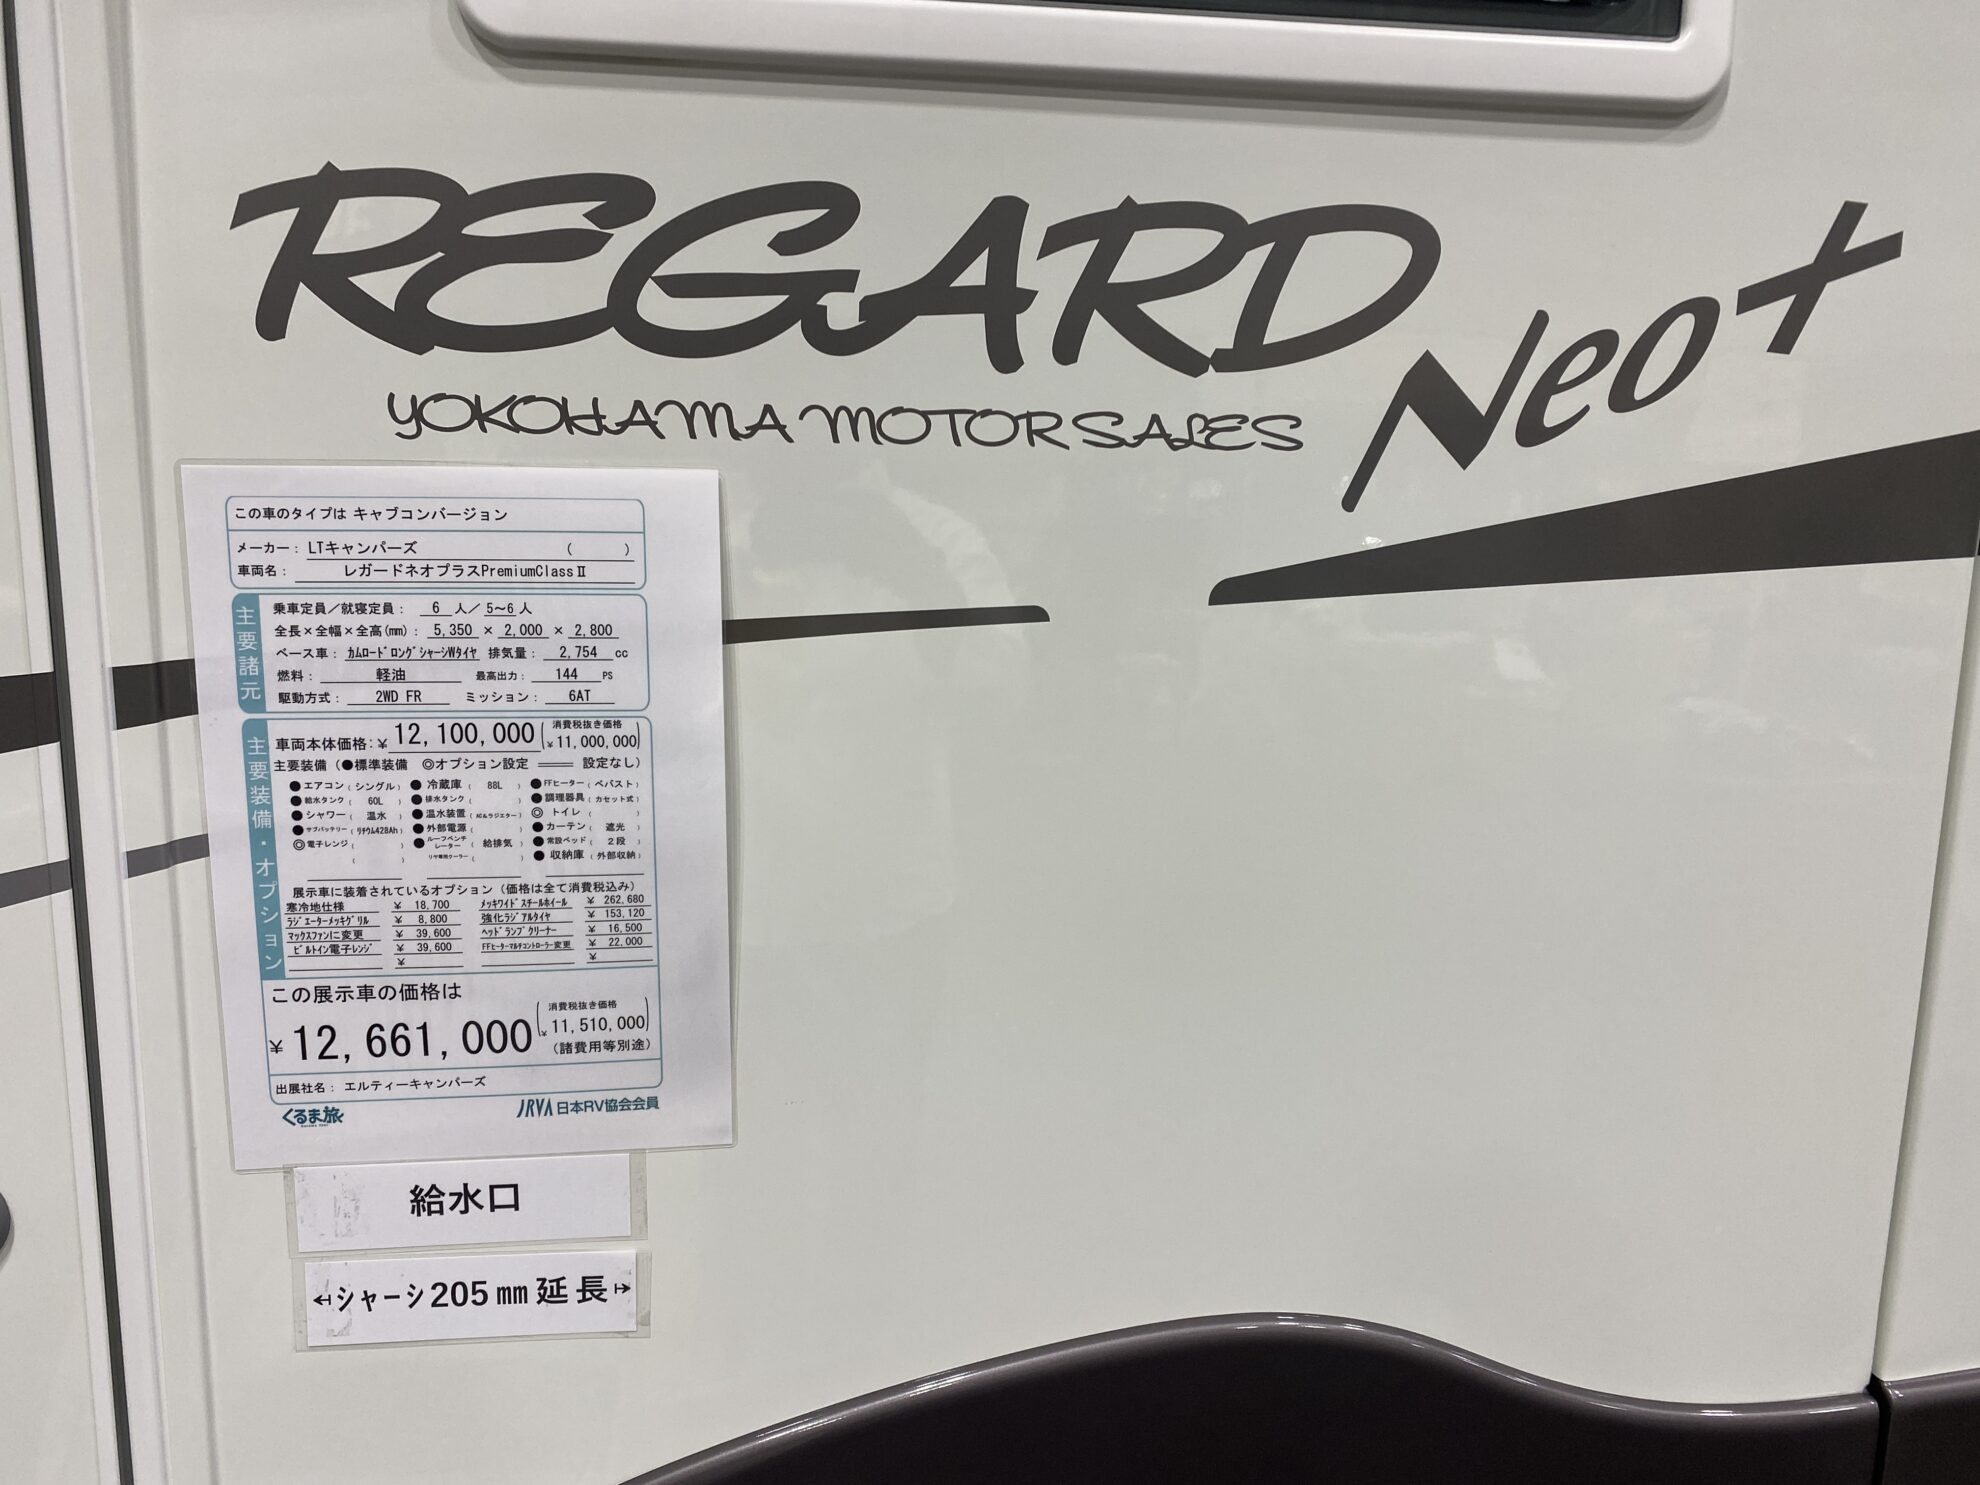 REGARD Neo+
YOKOHAMA MOTOR SALES
この車のタイプは キャブコンバージョン
メーカー： LTキャンパーズ （ ）
車両名： レガードネオプラスPremiumClassⅡ
主要諸元
乗車定員／就寝定員： 6 人／ 5～6 人
全長×全幅×全高(mm)： 5,350 × 2,000 × 2,800
ベース車： ｶﾑﾛｰﾄﾞﾛﾝｸﾞｼｬｰｼWﾀｲﾔ 排気量： 2,754 cc
燃料： 軽油 最高出力： 144 PS
駆動方式： 2WD FR ミッション： 6AT
主要装備・オプション
車両本体価格：￥ 12,100,000 (消費税抜き価格 ￥11,000,000)
主要装備（●標準装備 ◎オプション設定 ＝＝ 設定なし）
●エアコン（シングル） ●冷蔵庫（ 88L ） ●FFヒーター（ベバスト）
●給水タンク（ 60L ） ●排水タンク（ ） ●調理器具（カセット式）
●シャワー（ 温水 ） ●温水装置（AC&ラジエター） ◎トイレ（ ）
●サブバッテリー（ﾘﾁｳﾑ428Ah） ●外部電源（ ） ●カーテン（ 遮光 ）
◎電子レンジ（ ） ●ルーフベンチレーター（ 給排気 ） ●常設ベッド（ ２段 ）
（ ） リヤ専用クーラー（ ） ●収納庫（外部収納）
展示車に装着されているオプション（価格は全て消費税込み）
寒冷地仕様 ￥ 18,700 ﾒｯｷﾜｲﾄﾞｽﾁｰﾙﾎｲｰﾙ ￥ 262,680
ﾗｼﾞｴｰﾀｰﾒｯｷｸﾞﾘﾙ ￥ 8,800 強化ﾗｼﾞｱﾙﾀｲﾔ ￥ 153,120
マックスファンに変更 ￥ 39,600 ﾍｯﾄﾞﾗﾝﾌﾟｸﾘｰﾅｰ ￥ 16,500
ﾋﾞﾙﾄイン電子ﾚﾝｼﾞ ￥ 39,600 FFﾋｰﾀｰﾏﾙﾁｺﾝﾄﾛｰﾗｰ変更 ￥ 22,000
￥ ￥
この展示車の価格は
￥12,661,000 (消費税抜き価格 ￥11,510,000)
（諸費用等別途）
出展社名： エルティーキャンパーズ
くるま旅 JRVA 日本RV協会会員
給水口
↤シャーシ205㎜延長↦